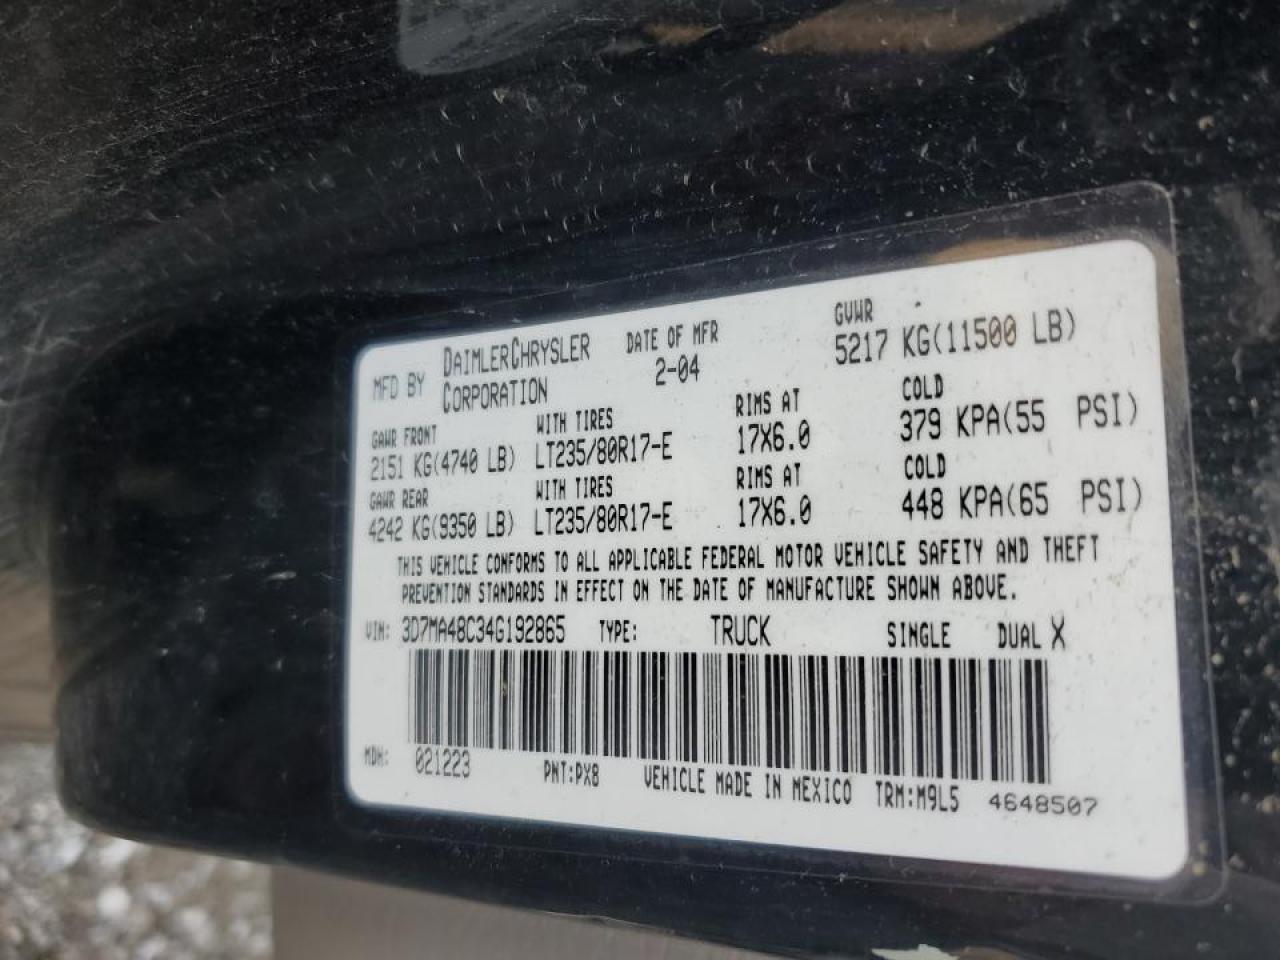 MFD BY DAIMLERCHRYSLER CORPORATION DATE OF MFR 2-04 GVWR 5217 KG(11500 LB)
GAWR FRONT WITH TIRES RIMS AT COLD
2151 KG(4740 LB) LT235/80R17-E 17X6.0 379 KPA(55 PSI)
GAWR REAR WITH TIRES RIMS AT COLD
4242 KG(9350 LB) LT235/80R17-E 17X6.0 448 KPA(65 PSI)
THIS VEHICLE CONFORMS TO ALL APPLICABLE FEDERAL MOTOR VEHICLE SAFETY AND THEFT
PREVENTION STANDARDS IN EFFECT ON THE DATE OF MANUFACTURE SHOWN ABOVE.
VIN: 3D7MA48C34G192865 TYPE: TRUCK SINGLE DUAL X
MDH: 021223 PNT:PX8 VEHICLE MADE IN MEXICO TRM:M9L5 4648507